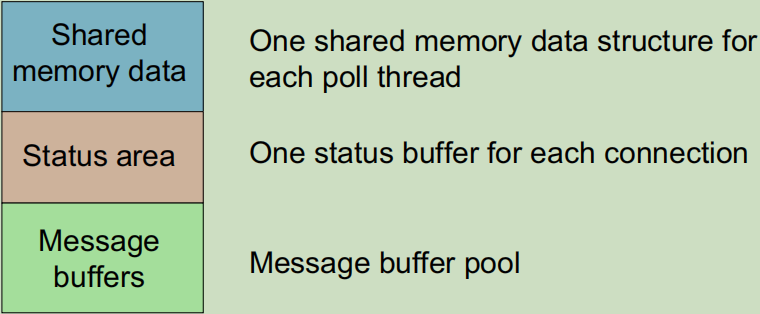 Shared
memory data
One shared memory data structure for
each poll thread
Status area
One status buffer for each connection
Message
buffers
Message buffer pool